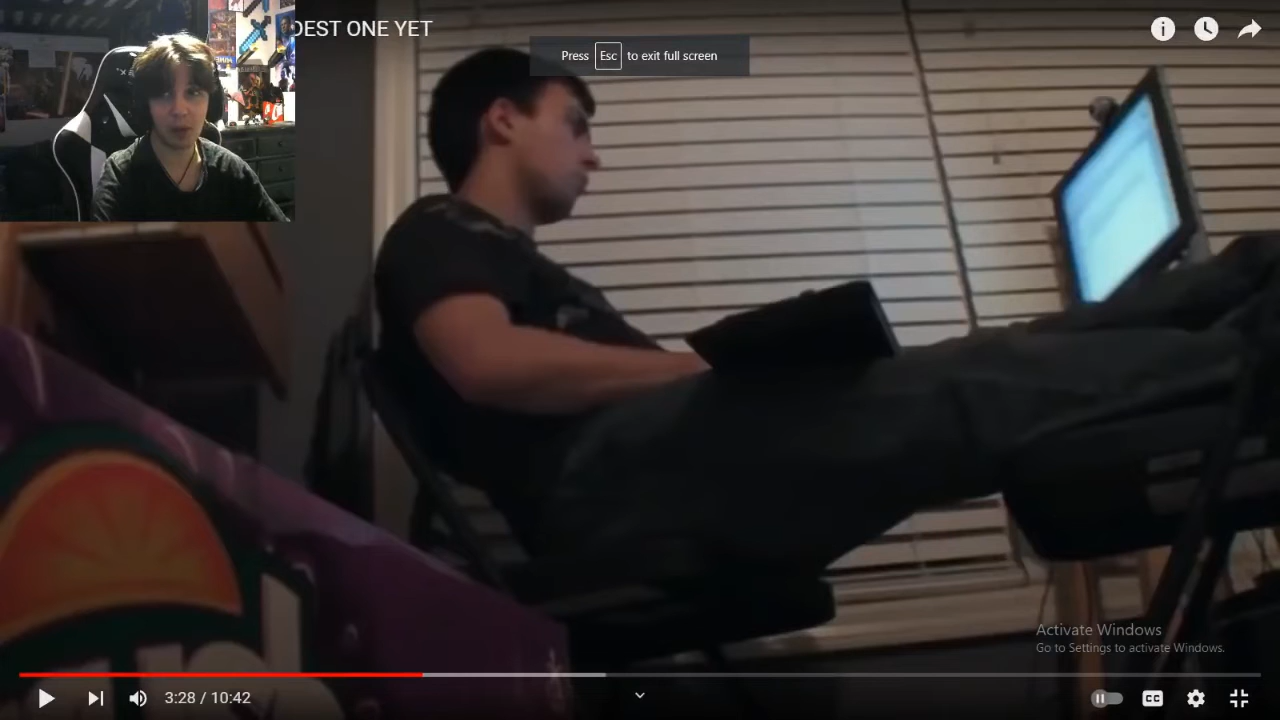 DEST ONE YET
Press Esc to exit full screen
Activate Windows
Go to Settings to activate Windows.
3:28 / 10:42
CC